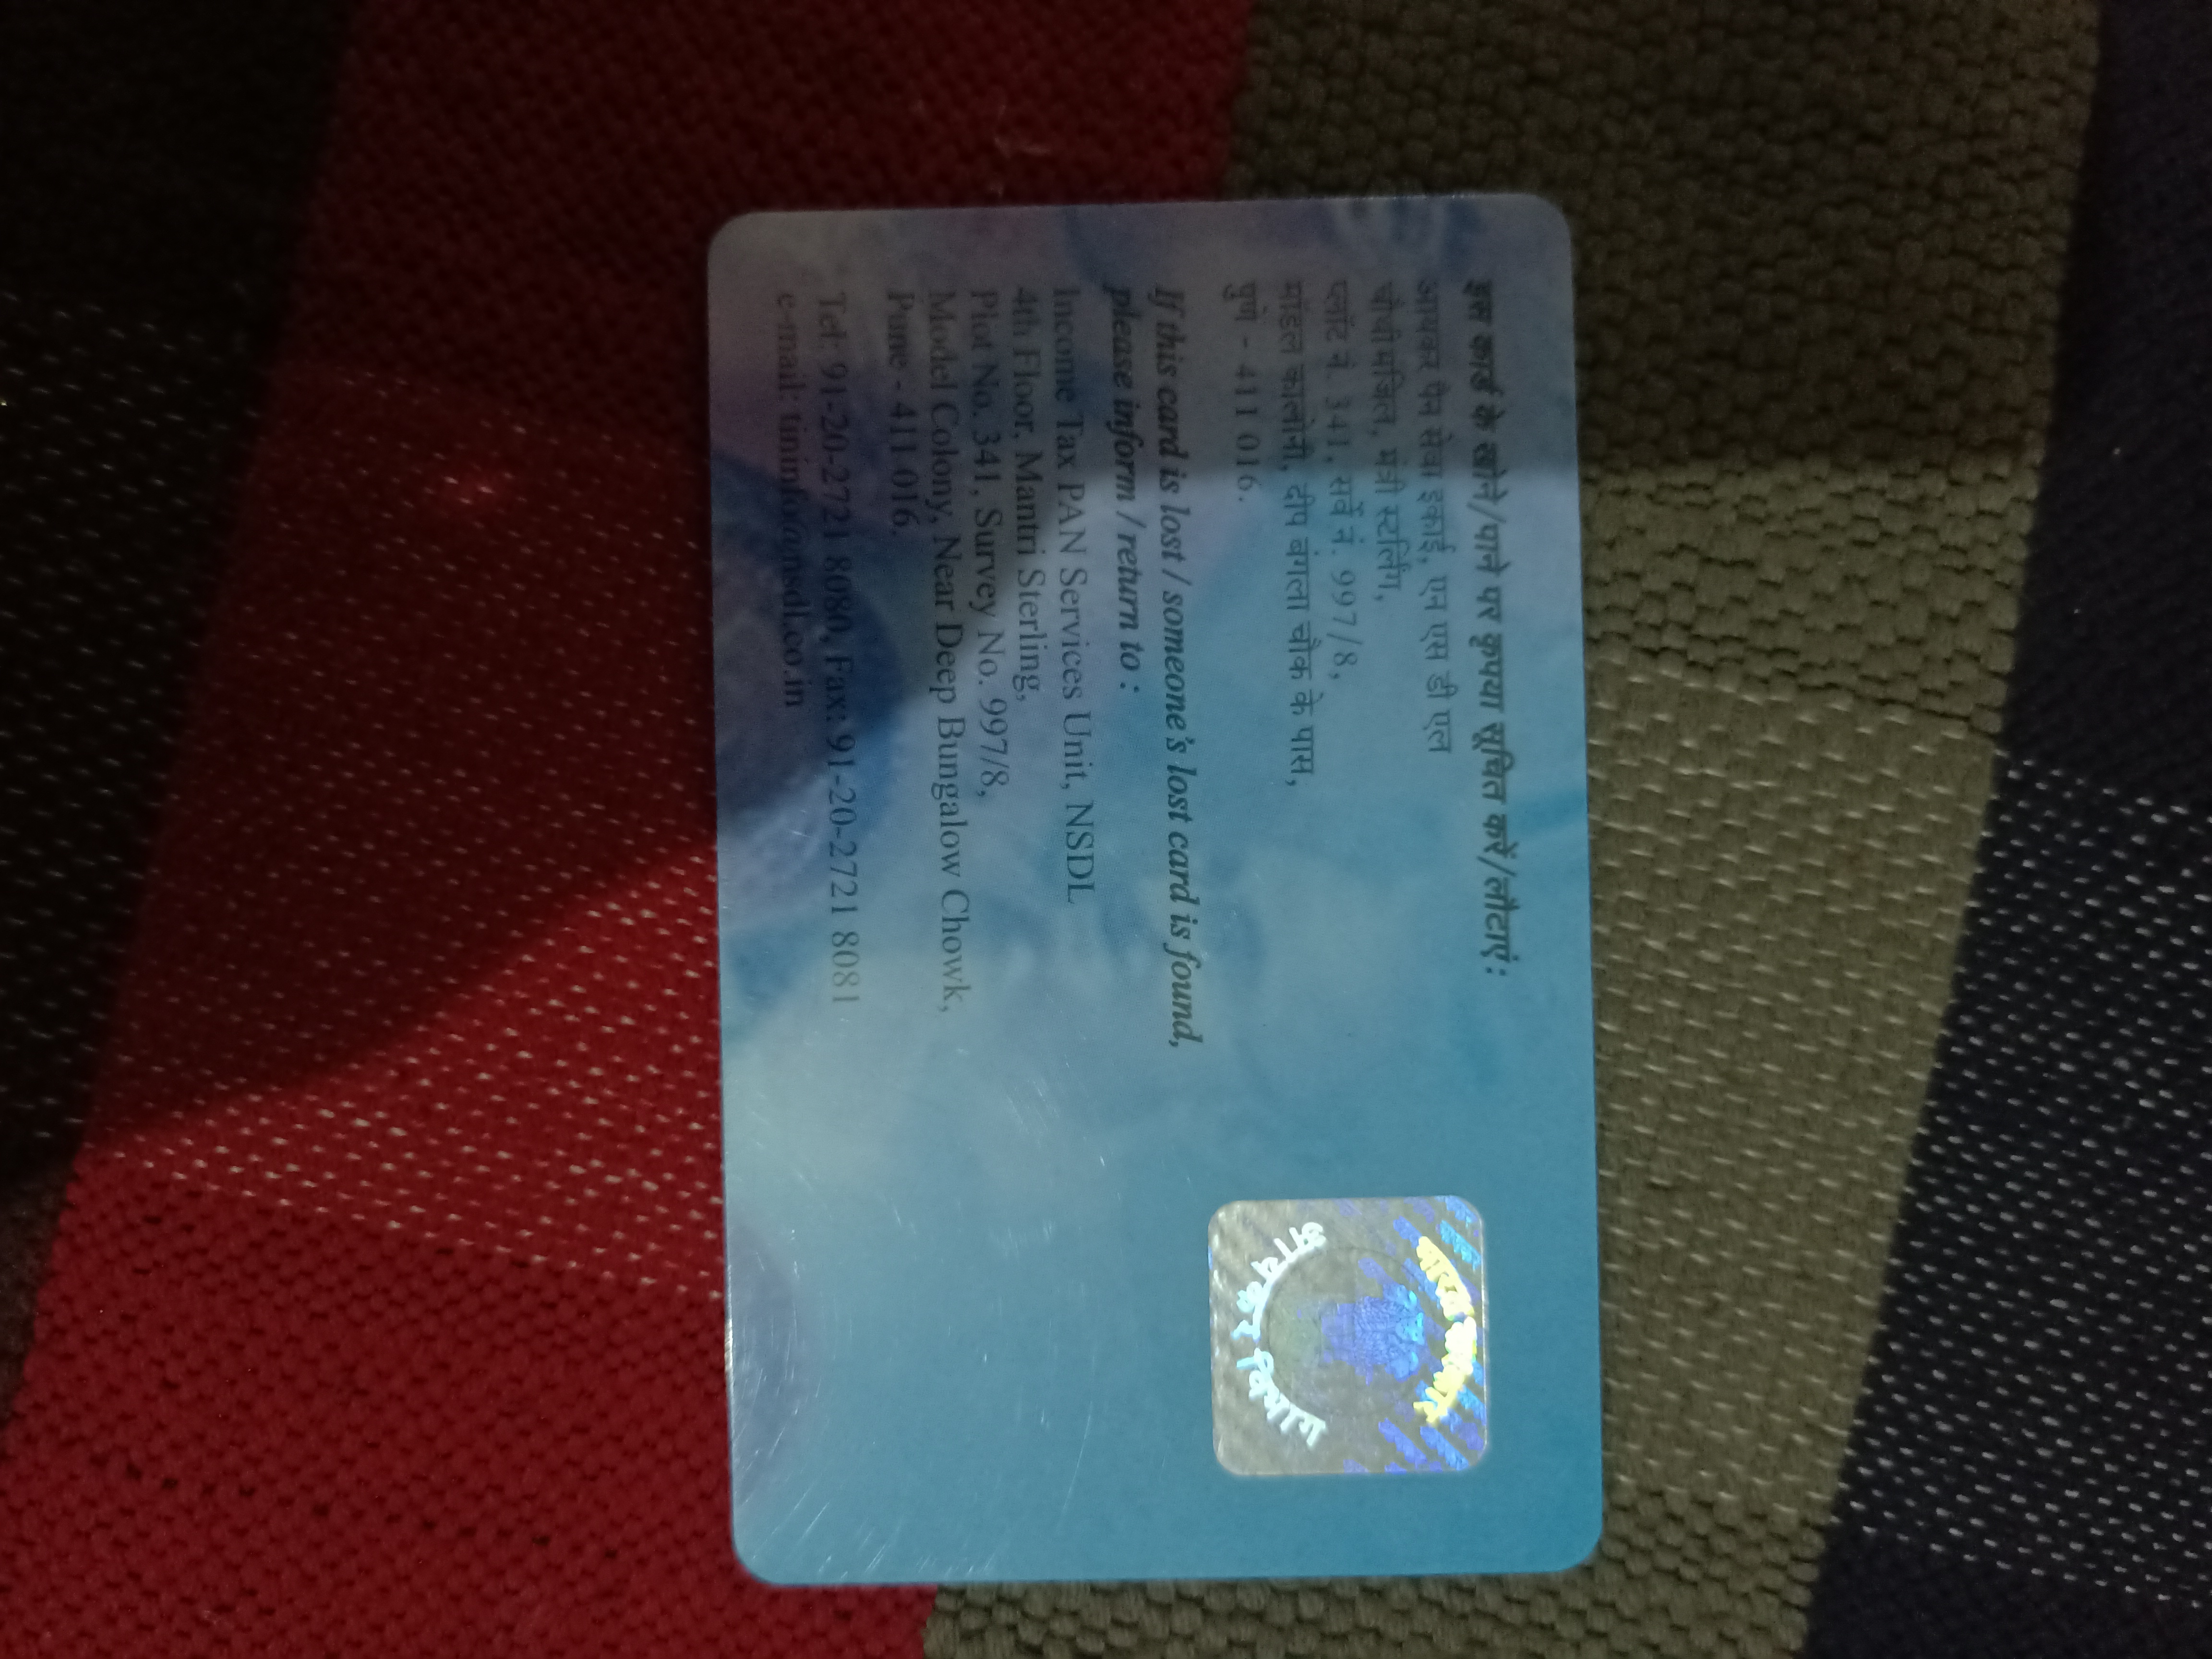 इस कार्ड के खोने/पाने पर कृपया सूचित करें/लौटाएं :
आयकर पैन सेवा इकाई, एन एस डी एल
चौथी मंजिल, मंत्री स्टर्लिंग,
प्लॉट नं. 341, सर्वे नं. 997/8,
मॉडल कालोनी, दीप बंगला चौक के पास,
पुणे - 411 016.
If this card is lost / someone's lost card is found,
please inform / return to :
Income Tax PAN Services Unit, NSDL
4th Floor, Mantri Sterling,
Plot No. 341, Survey No. 997/8,
Model Colony, Near Deep Bungalow Chowk,
Pune - 411 016.
Tel: 91-20-2721 8080, Fax: 91-20-2721 8081
e-mail: tininfo@nsdl.co.in
भारत सरकार
आयकर विभाग